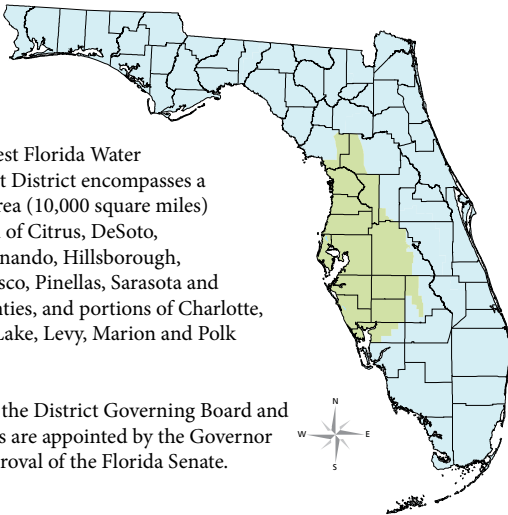 est Florida Water
t District encompasses a
rea (10,000 square miles)
of Citrus, DeSoto,
nando, Hillsborough,
sco, Pinellas, Sarasota and
ties, and portions of Charlotte,
Lake, Levy, Marion and Polk
the District Governing Board and
s are appointed by the Governor
roval of the Florida Senate.
N
W E
S